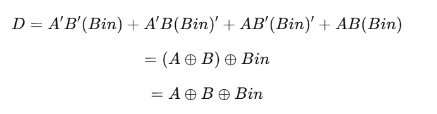 D = A′B′(Bin) + A′B(Bin)′ + AB′(Bin)′ + AB(Bin)
= (A ⊕ B) ⊕ Bin
= A ⊕ B ⊕ Bin